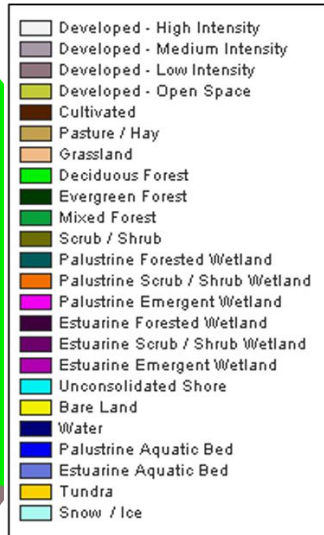 Developed - High Intensity
Developed - Medium Intensity
Developed - Low Intensity
Developed - Open Space
Cultivated
Pasture / Hay
Grassland
Deciduous Forest
Evergreen Forest
Mixed Forest
Scrub / Shrub
Palustrine Forested Wetland
Palustrine Scrub / Shrub Wetland
Palustrine Emergent Wetland
Estuarine Forested Wetland
Estuarine Scrub / Shrub Wetland
Estuarine Emergent Wetland
Unconsolidated Shore
Bare Land
Water
Palustrine Aquatic Bed
Estuarine Aquatic Bed
Tundra
Snow / Ice